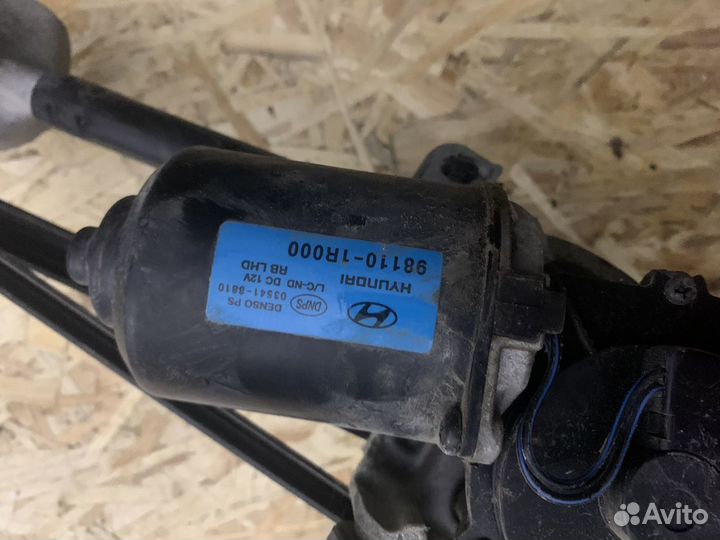 DENSO PS
DNPS 03541-8810
L/C-ND DC 12V
RB LHD
HYUNDAI
98110-1R000
Avito